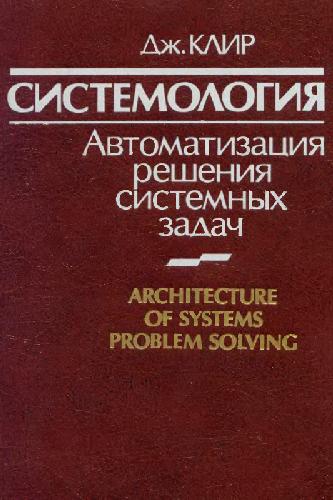 Дж. КЛИР
СИСТЕМОЛОГИЯ
Автоматизация
решения
системных
задач
ARCHITECTURE
OF SYSTEMS
PROBLEM SOLVING